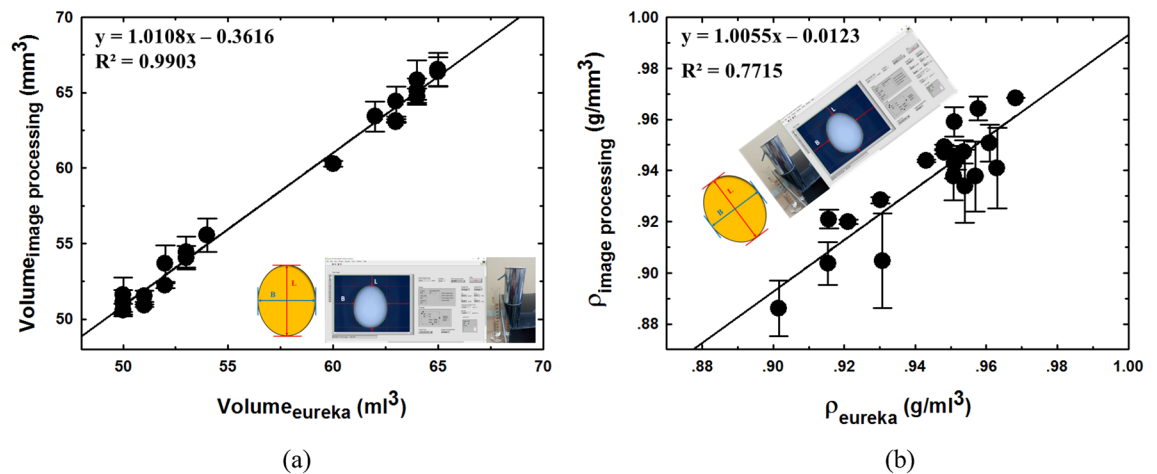 y = 1.0108x – 0.3616
R² = 0.9903
Volume image processing (mm³)
70
65
60
55
50
B
L
L
B
50
55
60
65
70
Volume eureka (ml³)
(a)
y = 1.0055x – 0.0123
R² = 0.7715
ρ image processing (g/mm³)
1.00
.98
.96
.94
.92
.90
.88
L
B
L
B
.88
.90
.92
.94
.96
.98
1.00
ρ eureka (g/ml³)
(b)